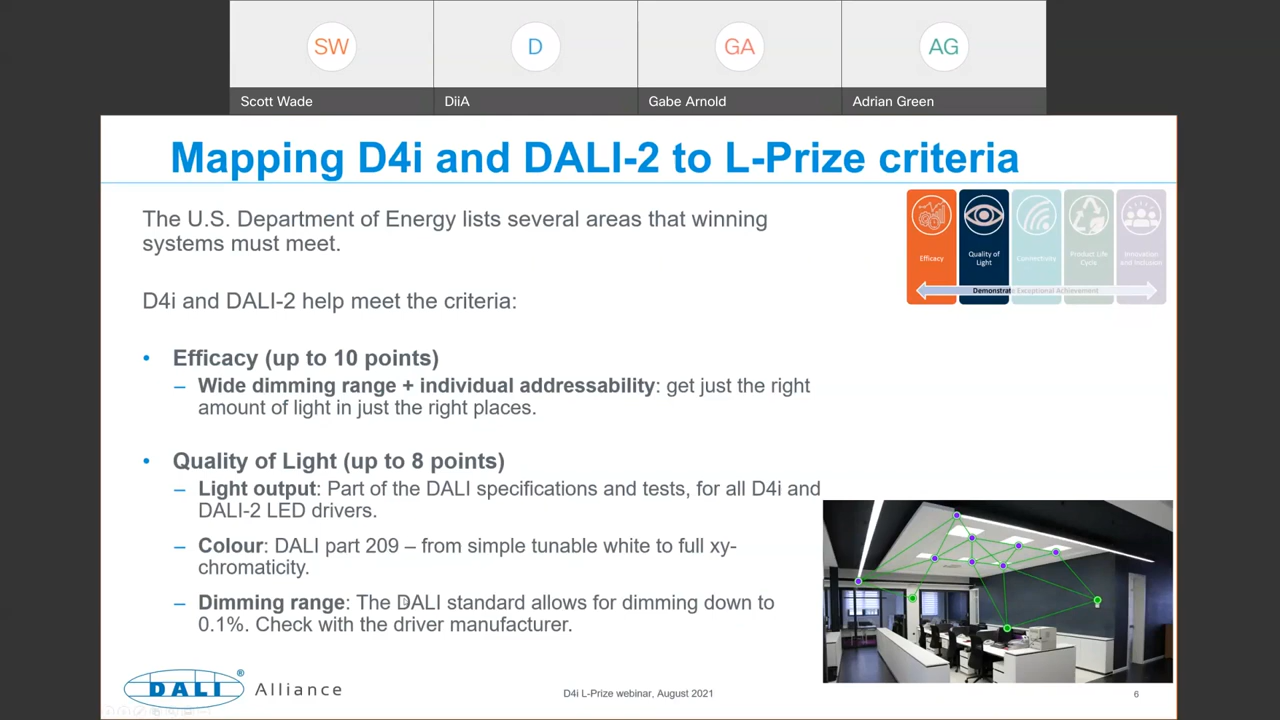 SW
D
GA
AG
Scott Wade
DiiA
Gabe Arnold
Adrian Green
Mapping D4i and DALI-2 to L-Prize criteria
The U.S. Department of Energy lists several areas that winning
systems must meet.
Efficacy
Quality of
Light
Connectivity
Product Life
Cycle
Innovation
and Inclusion
Demonstrate Exceptional Achievement
D4i and DALI-2 help meet the criteria:
• Efficacy (up to 10 points)
– Wide dimming range + individual addressability: get just the right
amount of light in just the right places.
• Quality of Light (up to 8 points)
– Light output: Part of the DALI specifications and tests, for all D4i and
DALI-2 LED drivers.
– Colour: DALI part 209 – from simple tunable white to full xy-
chromaticity.
– Dimming range: The DALI standard allows for dimming down to
0.1%. Check with the driver manufacturer.
DALI ® Alliance
D4i L-Prize webinar, August 2021
6